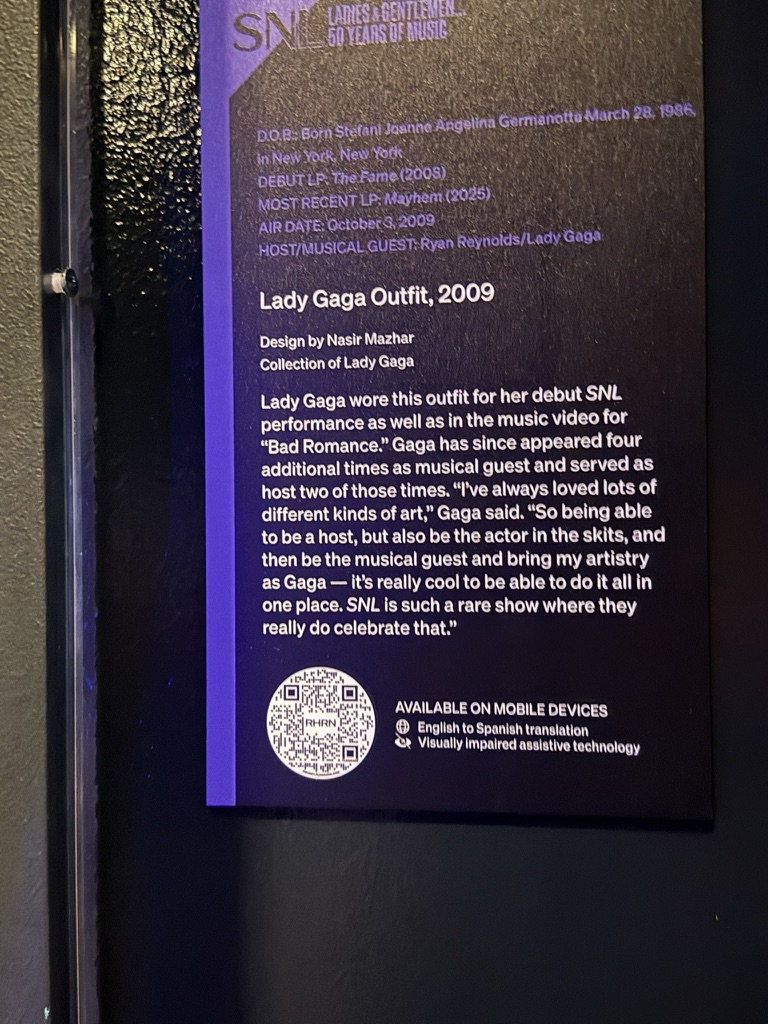 SNL LADIES & GENTLEMEN...
50 YEARS OF MUSIC
D.O.B.: Born Stefani Joanne Angelina Germanotta March 28, 1986,
in New York, New York
DEBUT LP: The Fame (2008)
MOST RECENT LP: Mayhem (2025)
AIR DATE: October 3, 2009
HOST/MUSICAL GUEST: Ryan Reynolds/Lady Gaga
Lady Gaga Outfit, 2009
Design by Nasir Mazhar
Collection of Lady Gaga
Lady Gaga wore this outfit for her debut SNL
performance as well as in the music video for
“Bad Romance.” Gaga has since appeared four
additional times as musical guest and served as
host two of those times. “I’ve always loved lots of
different kinds of art,” Gaga said. “So being able
to be a host, but also be the actor in the skits, and
then be the musical guest and bring my artistry
as Gaga — it’s really cool to be able to do it all in
one place. SNL is such a rare show where they
really do celebrate that.”
RHRN
AVAILABLE ON MOBILE DEVICES
English to Spanish translation
Visually impaired assistive technology